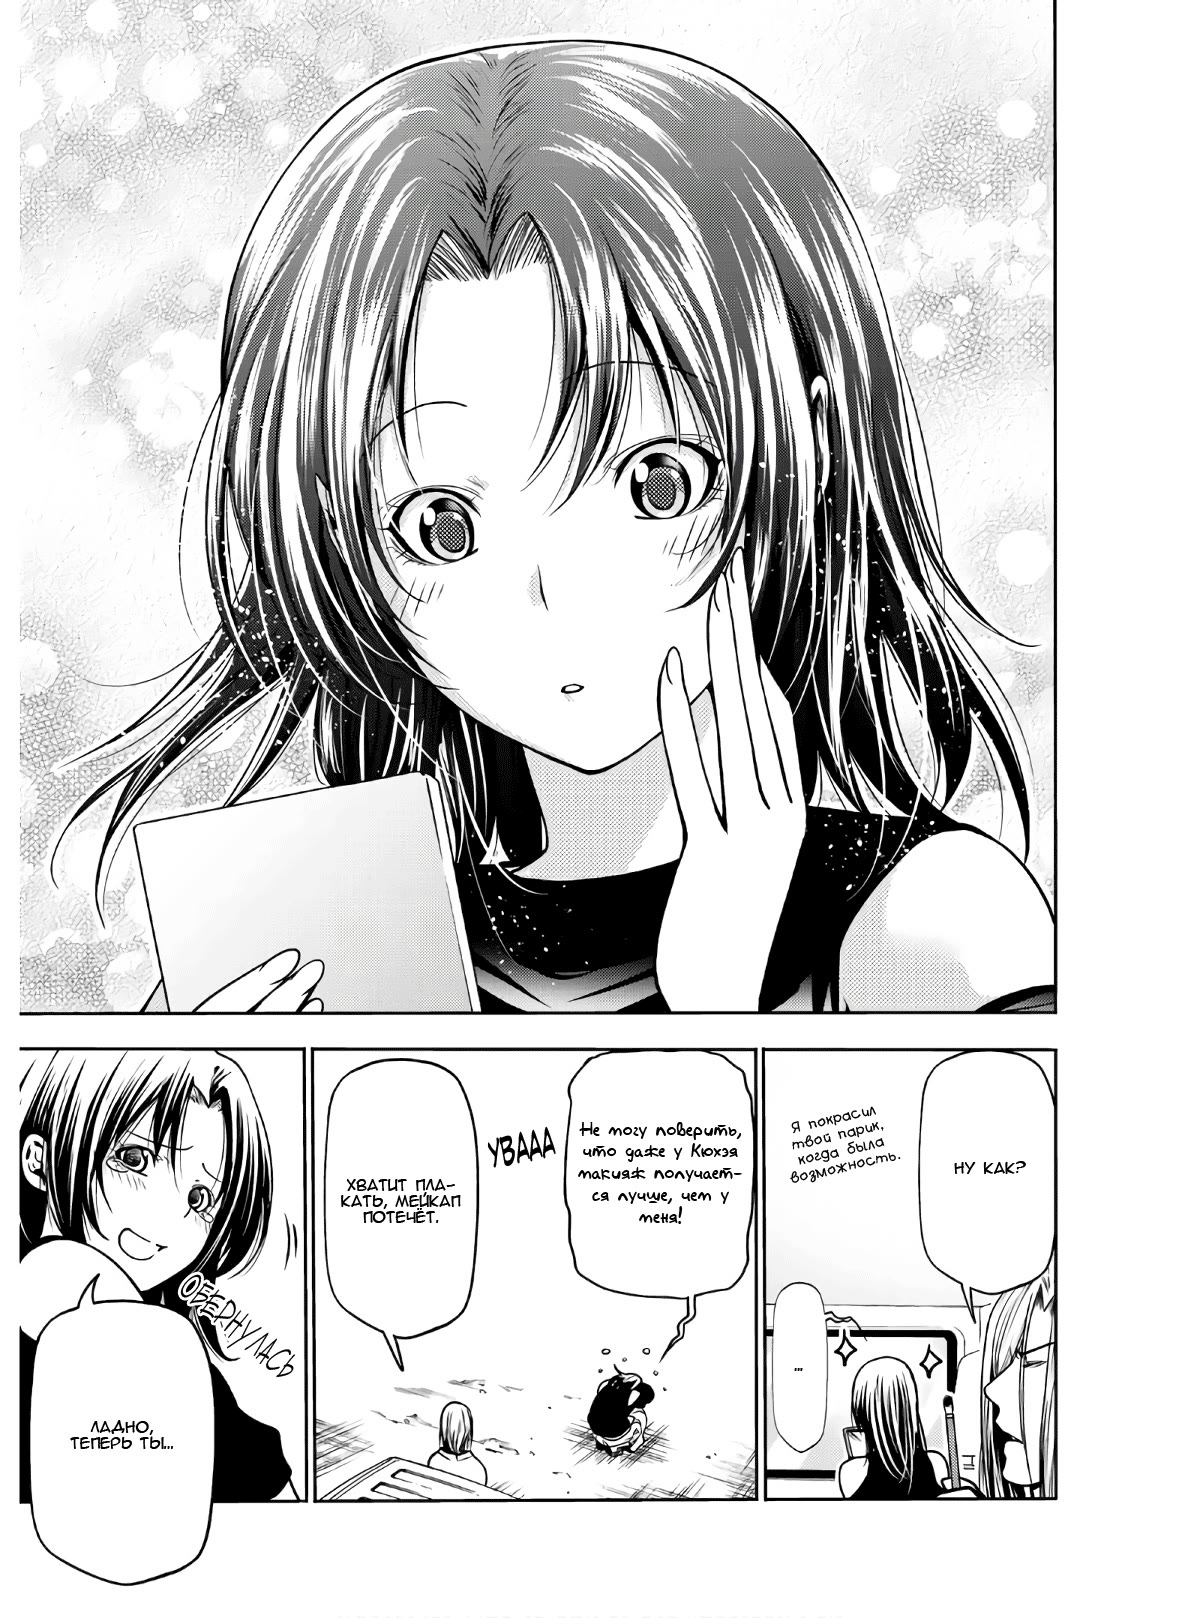 НУ КАК?
Я покрасил
твой парик,
когда была
возможность.
...
Не могу поверить,
что даже у Кюхэя
макияж получает-
ся лучше, чем у
меня!
УВААА
ХВАТИТ ПЛА-
КАТЬ, МЕЙКАП
ПОТЕЧЁТ.
ОБЕРНУЛАСЬ
ЛАДНО,
ТЕПЕРЬ ТЫ...